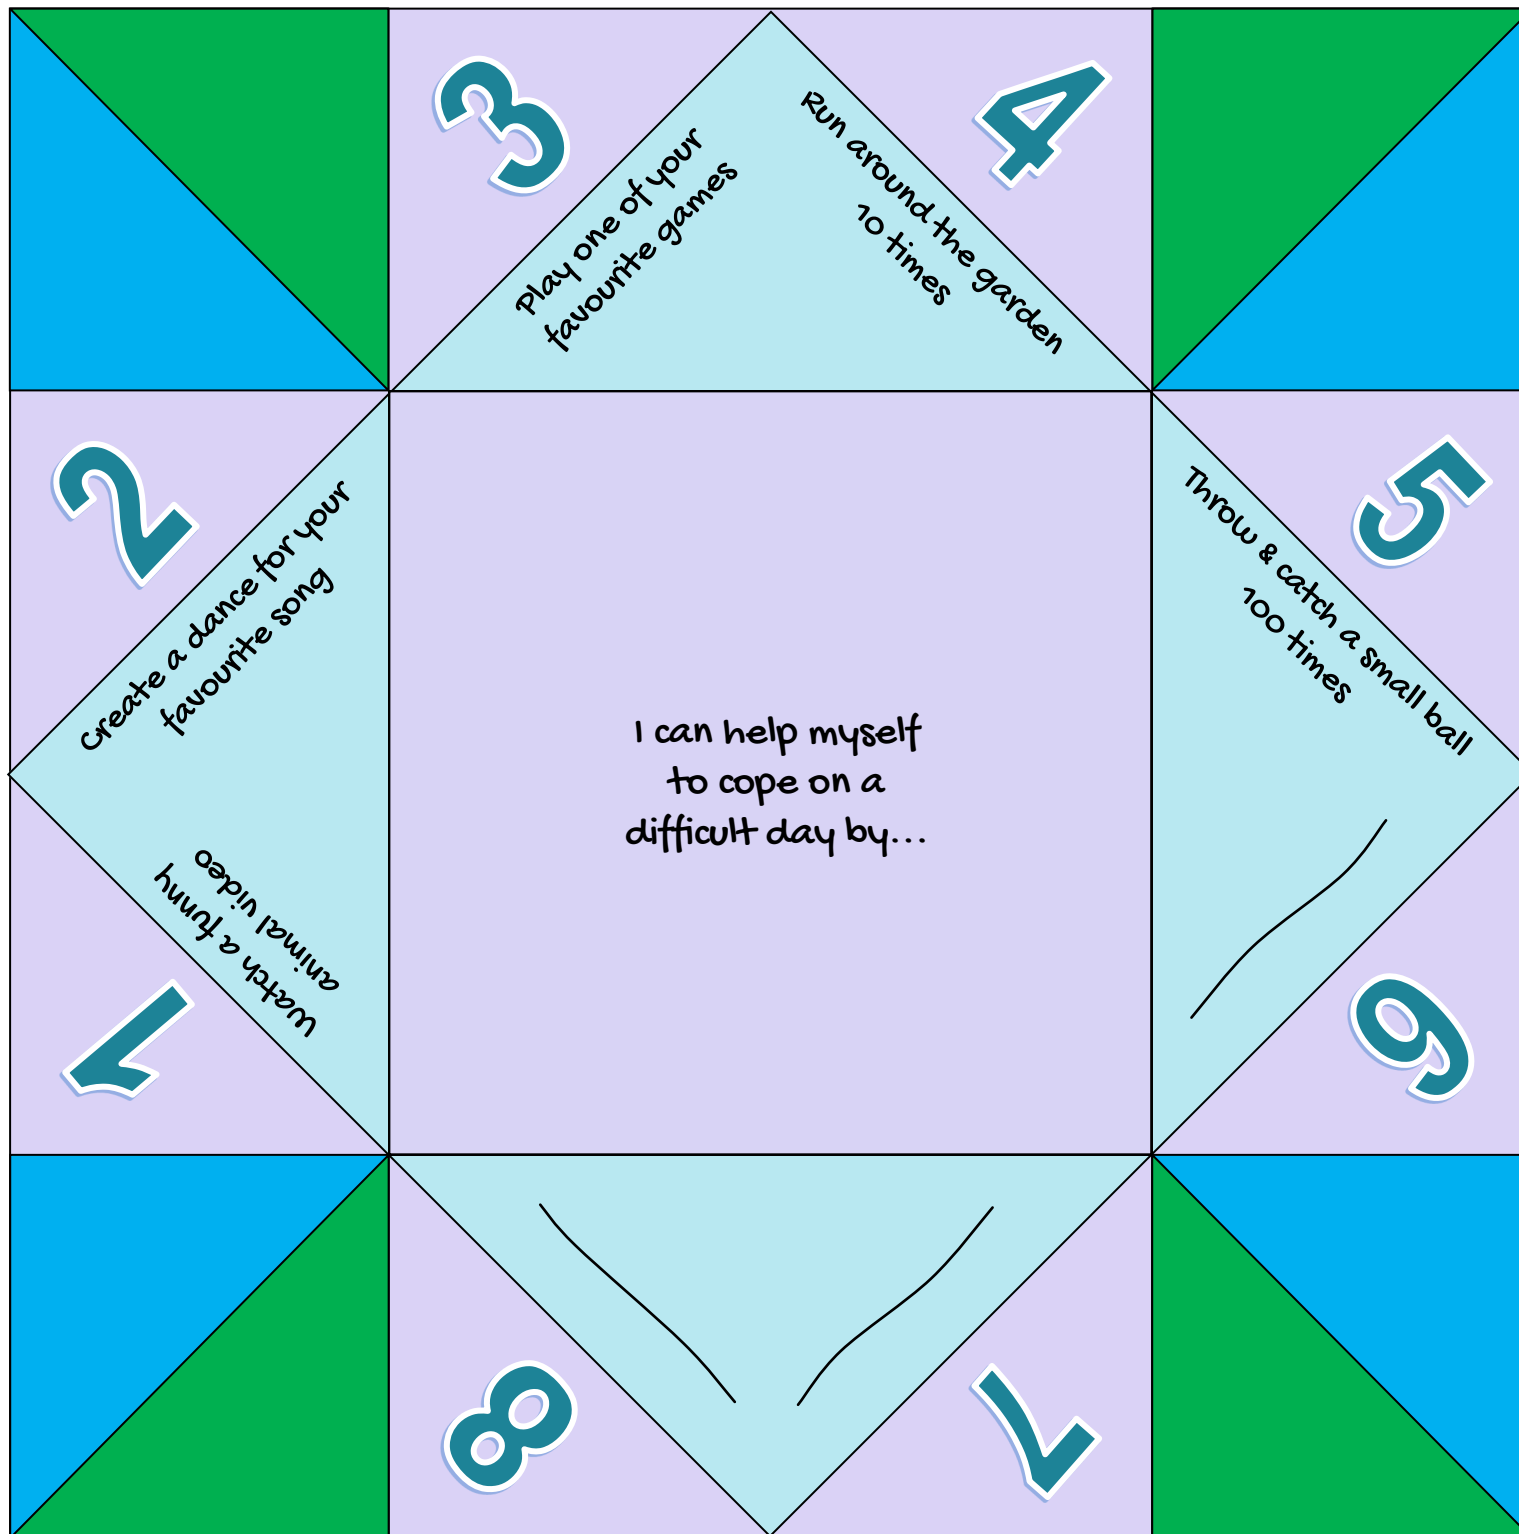 3
Play one of your
favourite games
4
Run around the garden
10 times
2
Create a dance for your
favourite song
5
Throw & catch a small ball
100 times
I can help myself
to cope on a
difficult day by...
1
Watch a funny
animal video
6
8
7